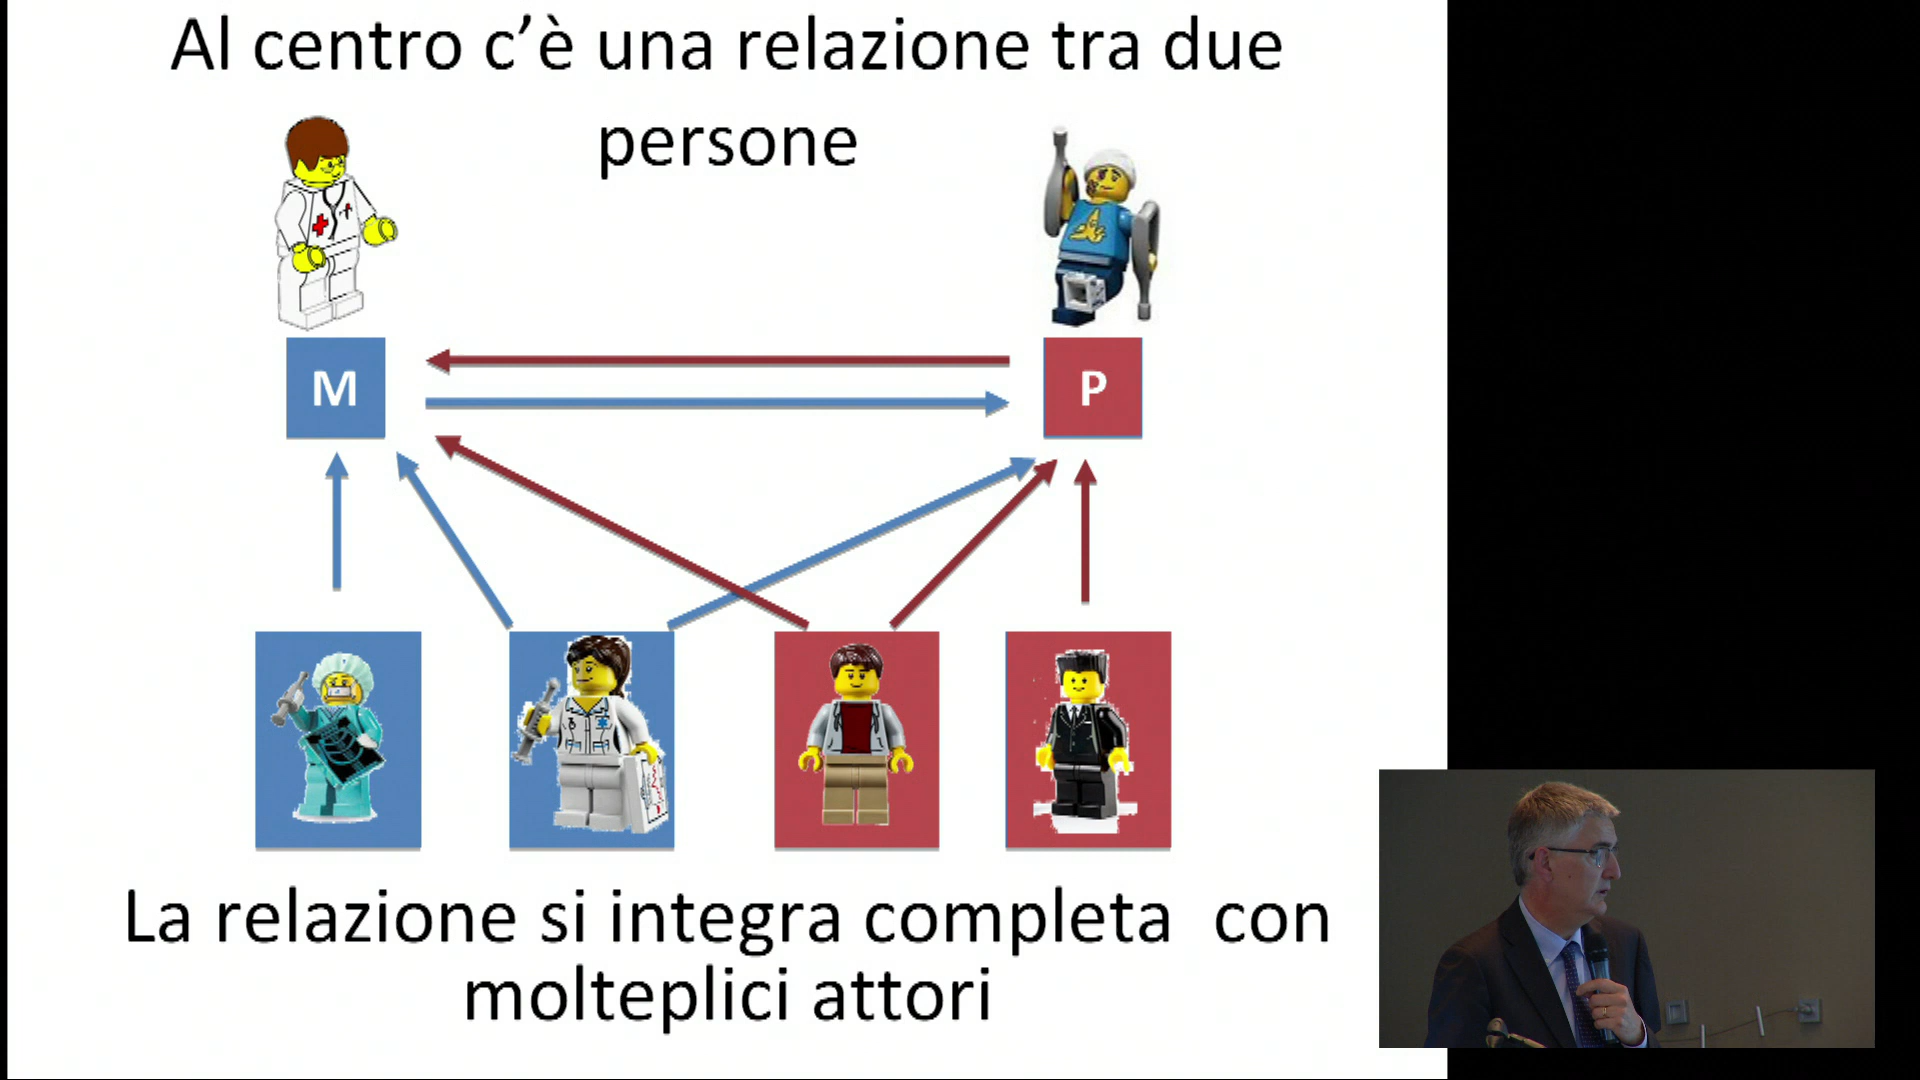 Al centro c’è una relazione tra due
persone
M
P
La relazione si integra completa con
molteplici attori